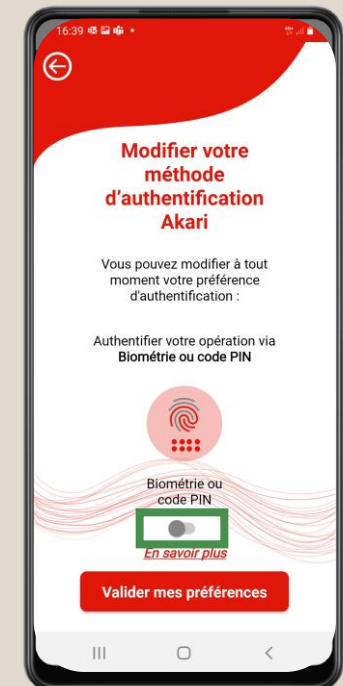 16:39
Modifier votre
méthode
d'authentification
Akari
Vous pouvez modifier à tout
moment votre préférence
d'authentification :
Authentifier votre opération via
Biométrie ou code PIN
Biométrie ou
code PIN
En savoir plus
Valider mes préférences